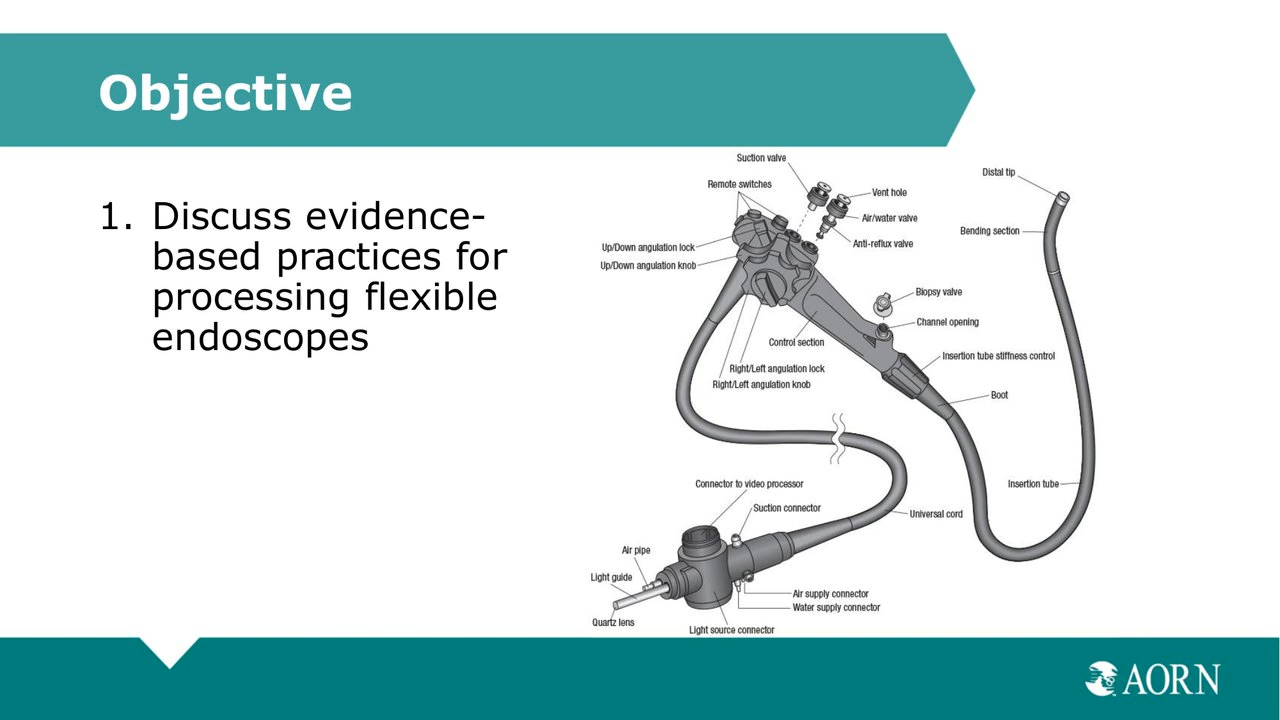 Objective
1. Discuss evidence-
based practices for
processing flexible
endoscopes
Suction valve
Remote switches
Vent hole
Air/water valve
Anti-reflux valve
Up/Down angulation lock
Up/Down angulation knob
Distal tip
Bending section
Biopsy valve
Channel opening
Control section
Insertion tube stiffness control
Right/Left angulation lock
Right/Left angulation knob
Boot
Connector to video processor
Suction connector
Insertion tube
Universal cord
Air pipe
Light guide
Air supply connector
Water supply connector
Quartz lens
Light source connector
AORN